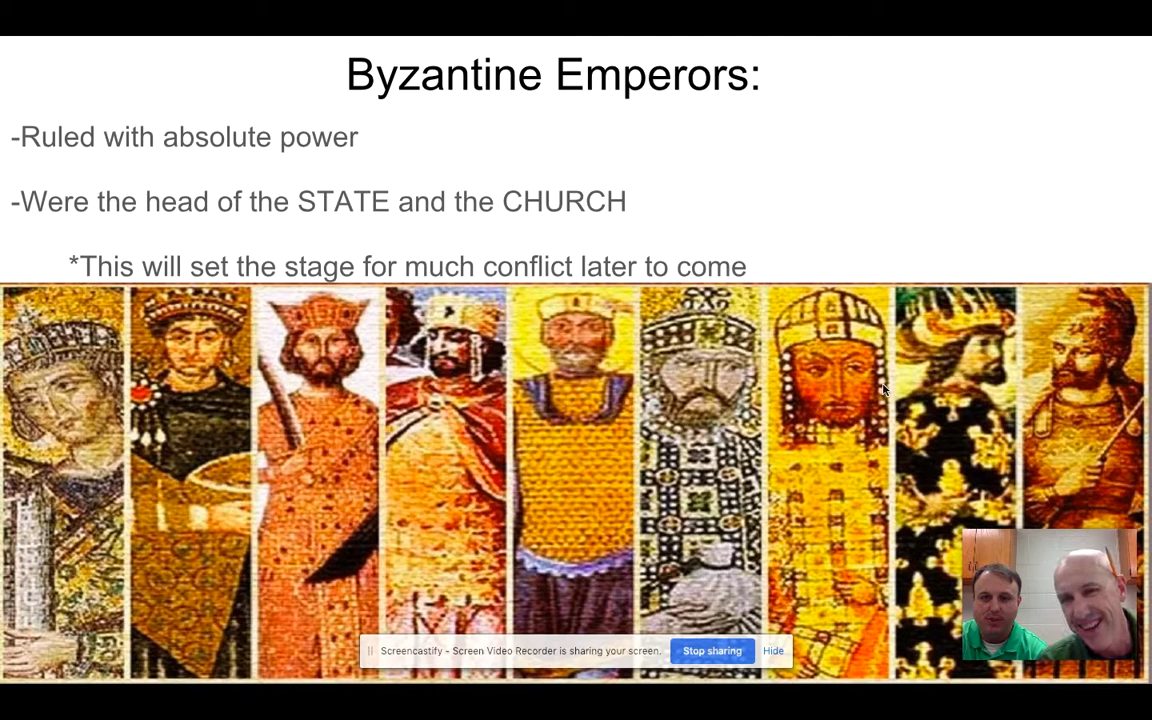 Byzantine Emperors:
-Ruled with absolute power
-Were the head of the STATE and the CHURCH
*This will set the stage for much conflict later to come
Screencastify - Screen Video Recorder is sharing your screen. Stop sharing Hide